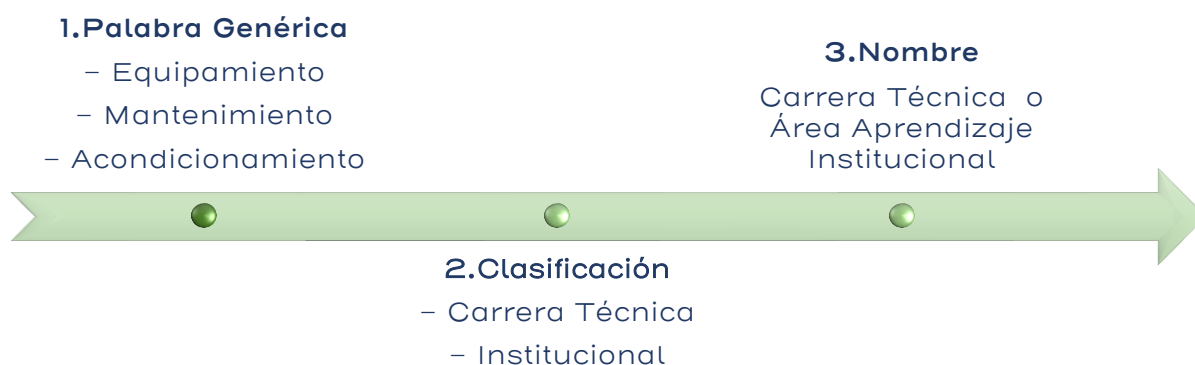 1.Palabra Genérica
– Equipamiento
– Mantenimiento
– Acondicionamiento
2.Clasificación
– Carrera Técnica
– Institucional
3.Nombre
Carrera Técnica o
Área Aprendizaje
Institucional